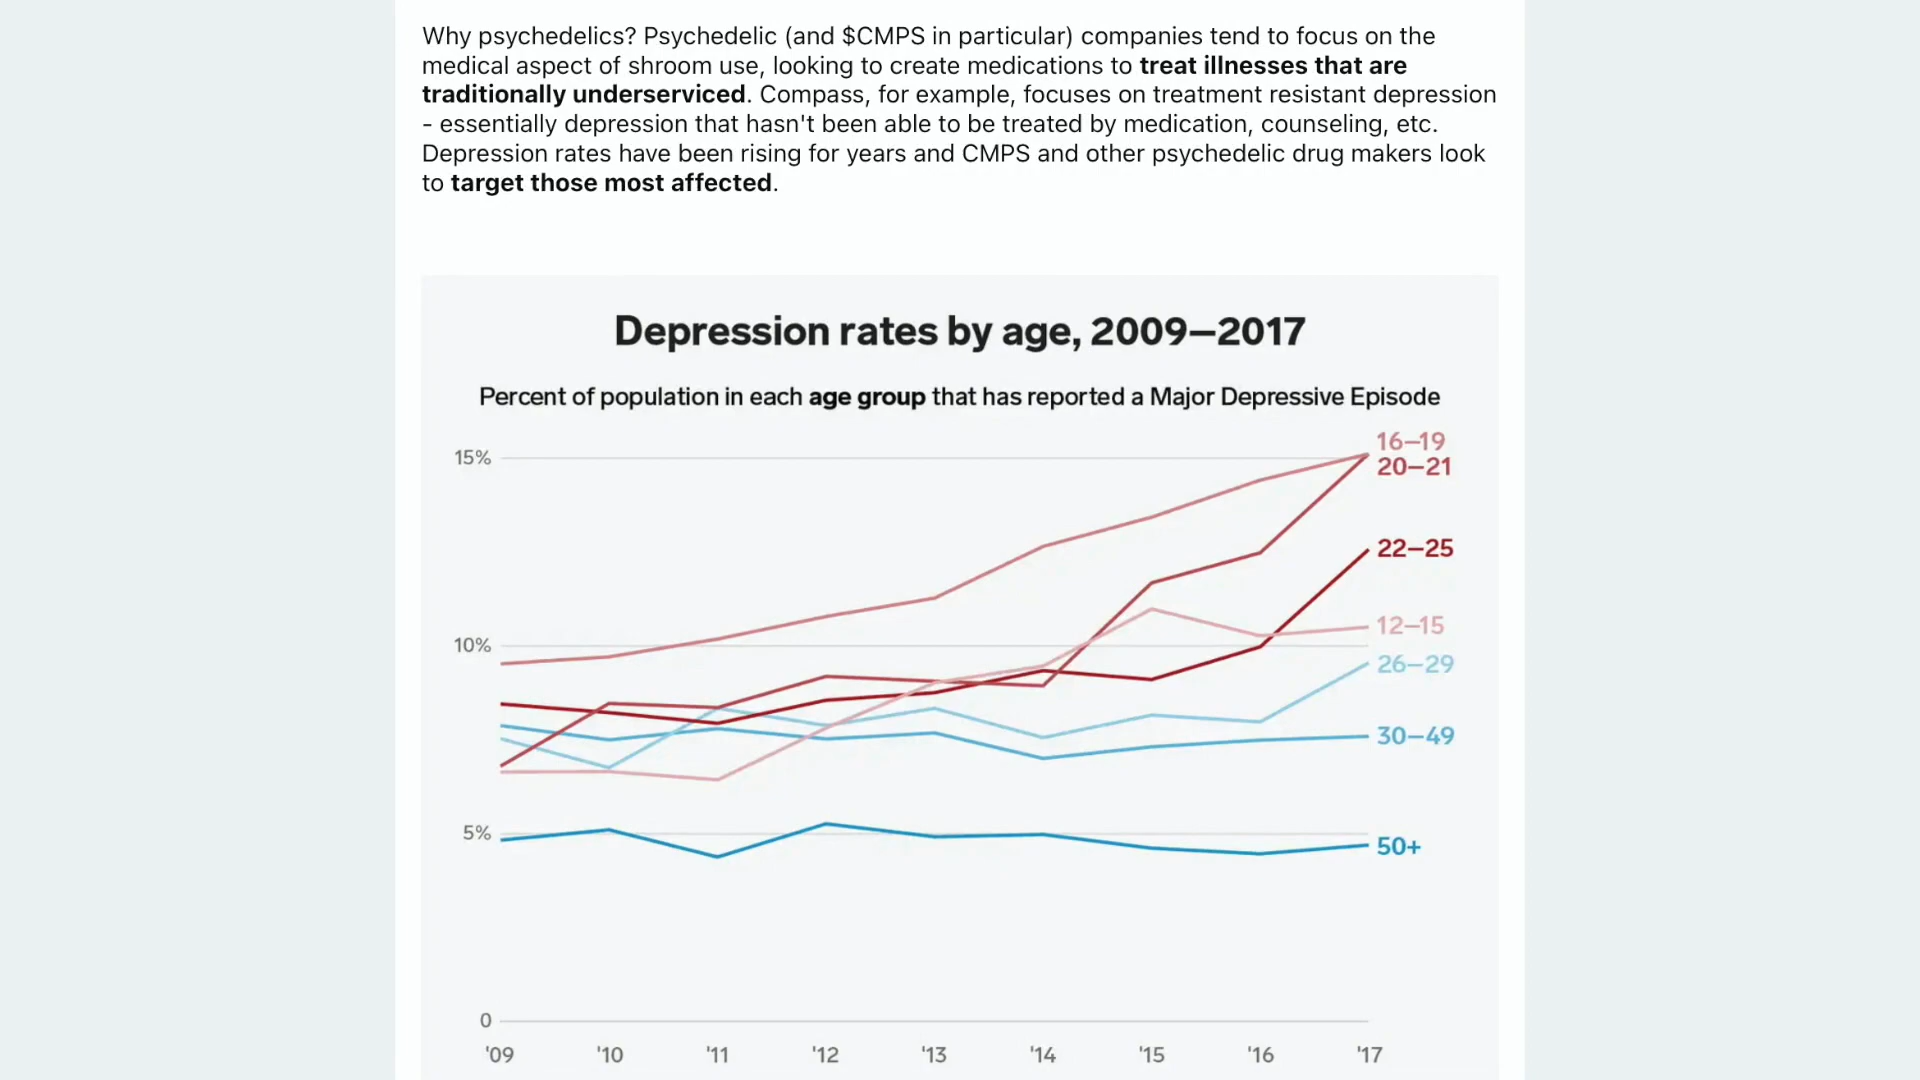 Why psychedelics? Psychedelic (and $CMPS in particular) companies tend to focus on the
medical aspect of shroom use, looking to create medications to treat illnesses that are
traditionally underserviced. Compass, for example, focuses on treatment resistant depression
- essentially depression that hasn't been able to be treated by medication, counseling, etc.
Depression rates have been rising for years and CMPS and other psychedelic drug makers look
to target those most affected.
Depression rates by age, 2009–2017
Percent of population in each age group that has reported a Major Depressive Episode
16–19
15%
20–21
22–25
12–15
10%
26–29
30–49
5%
50+
0
'09 '10 '11 '12 '13 '14 '15 '16 '17